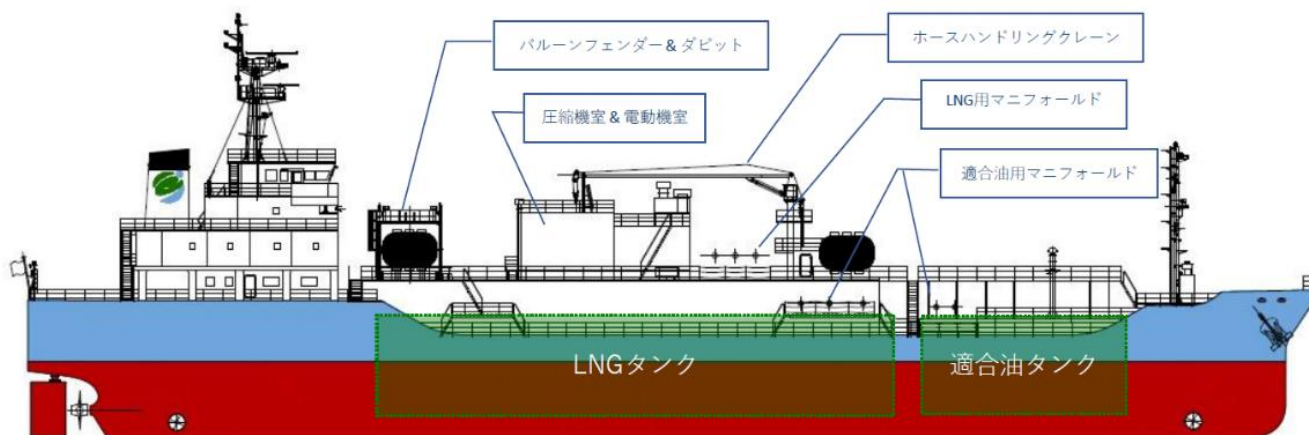 バルーンフェンダー & ダビット
ホースハンドリングクレーン
圧縮機室 & 電動機室
LNG用マニフォールド
適合油用マニフォールド
LNGタンク
適合油タンク